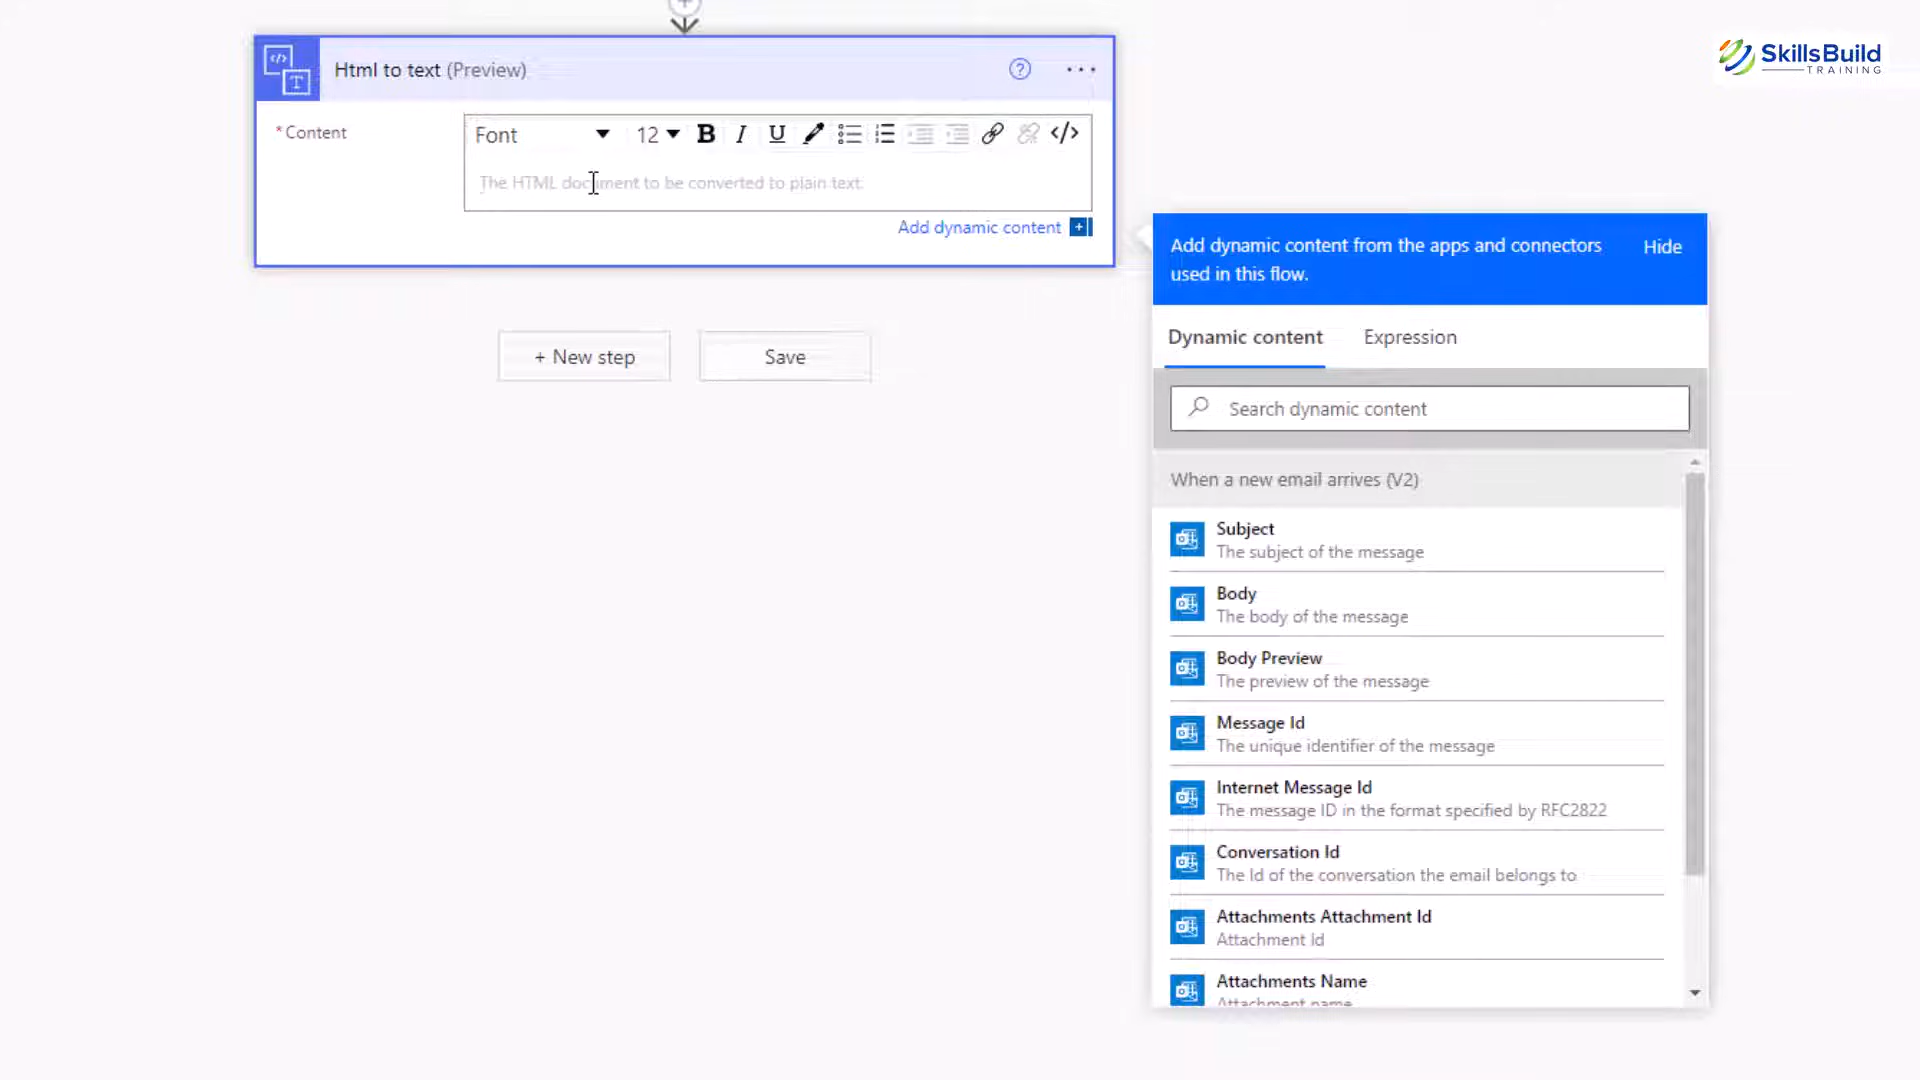 SkillsBuild
TRAINING
</>
T
Html to text (Preview)
?
* Content
Font 12 B I U </>
The HTML document to be converted to plain text.
Add dynamic content +
Add dynamic content from the apps and connectors used in this flow.
Hide
Dynamic content Expression
Search dynamic content
+ New step Save
When a new email arrives (V2)
Subject
The subject of the message
Body
The body of the message
Body Preview
The preview of the message
Message Id
The unique identifier of the message
Internet Message Id
The message ID in the format specified by RFC2822
Conversation Id
The Id of the conversation the email belongs to
Attachments Attachment Id
Attachment Id
Attachments Name
Attachment name